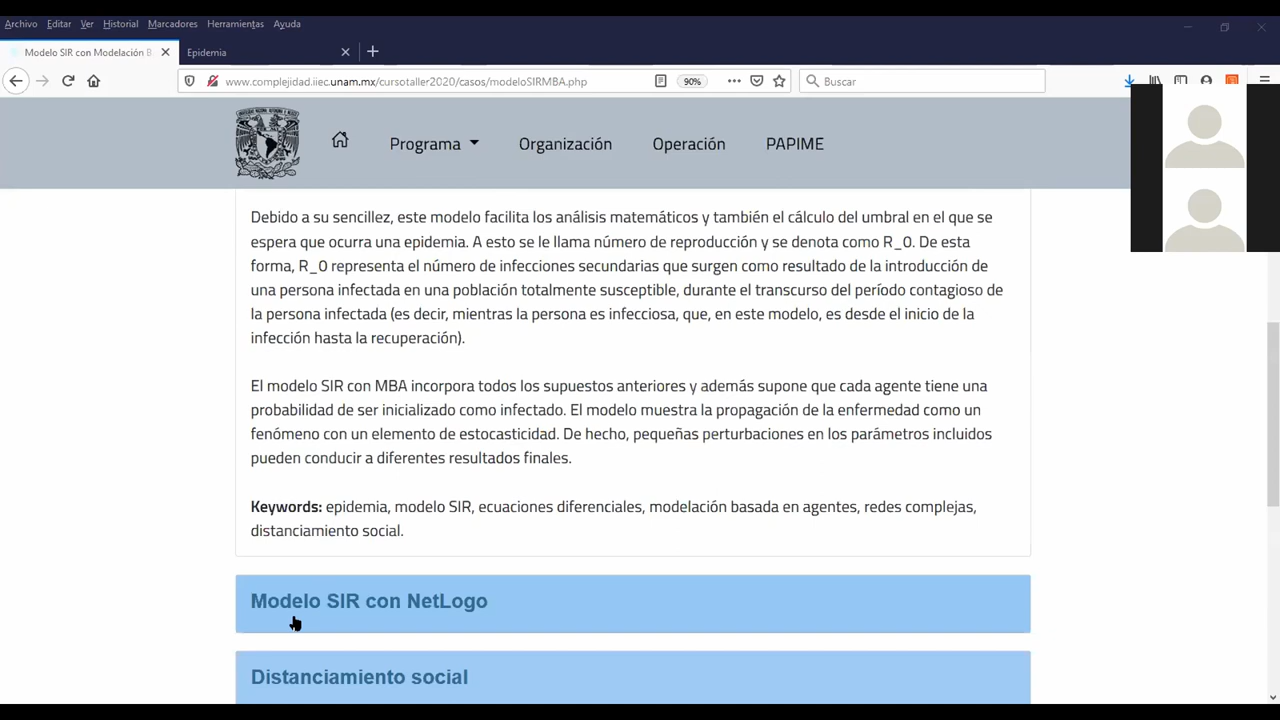 Archivo Editar Ver Historial Marcadores Herramientas Ayuda
Modelo SIR con Modelación B
Epidemia
www.complejidad.iiec.unam.mx/cursotaller2020/casos/modeloSIRMBA.php
90%
Buscar
Programa Organización Operación PAPIME
Debido a su sencillez, este modelo facilita los análisis matemáticos y también el cálculo del umbral en el que se
espera que ocurra una epidemia. A esto se le llama número de reproducción y se denota como R_0. De esta
forma, R_0 representa el número de infecciones secundarias que surgen como resultado de la introducción de
una persona infectada en una población totalmente susceptible, durante el transcurso del período contagioso de
la persona infectada (es decir, mientras la persona es infecciosa, que, en este modelo, es desde el inicio de la
infección hasta la recuperación).
El modelo SIR con MBA incorpora todos los supuestos anteriores y además supone que cada agente tiene una
probabilidad de ser inicializado como infectado. El modelo muestra la propagación de la enfermedad como un
fenómeno con un elemento de estocasticidad. De hecho, pequeñas perturbaciones en los parámetros incluidos
pueden conducir a diferentes resultados finales.
Keywords: epidemia, modelo SIR, ecuaciones diferenciales, modelación basada en agentes, redes complejas,
distanciamiento social.
Modelo SIR con NetLogo
Distanciamiento social